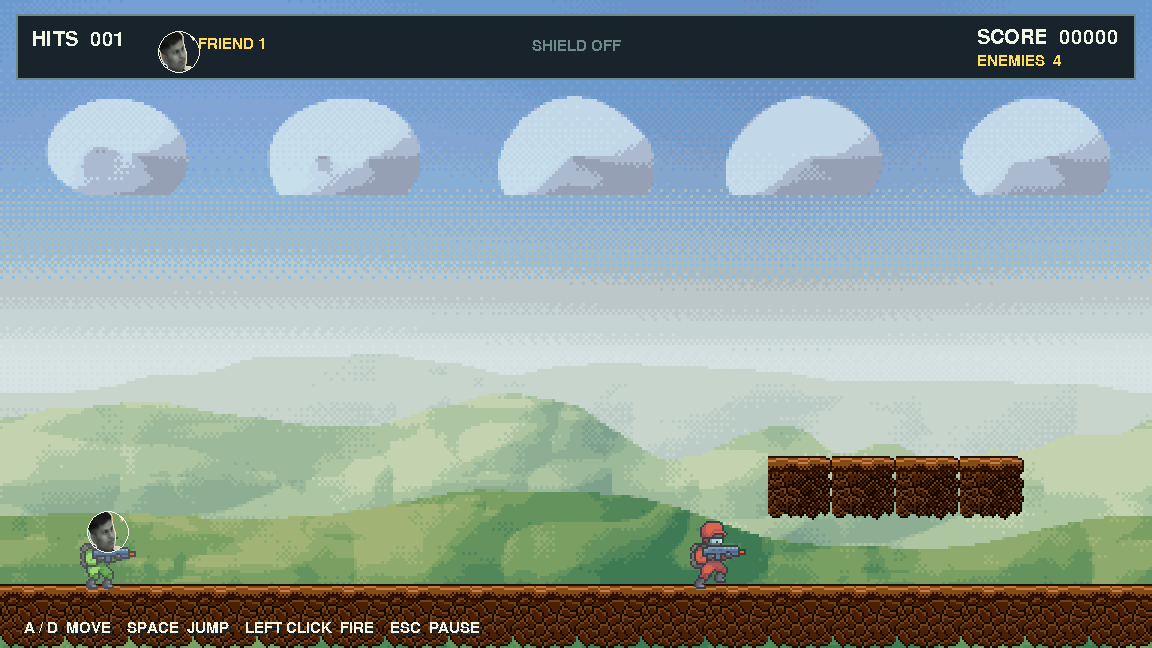 HITS 001
FRIEND 1
SHIELD OFF
SCORE 00000
ENEMIES 4
A / D MOVE SPACE JUMP LEFT CLICK FIRE ESC PAUSE